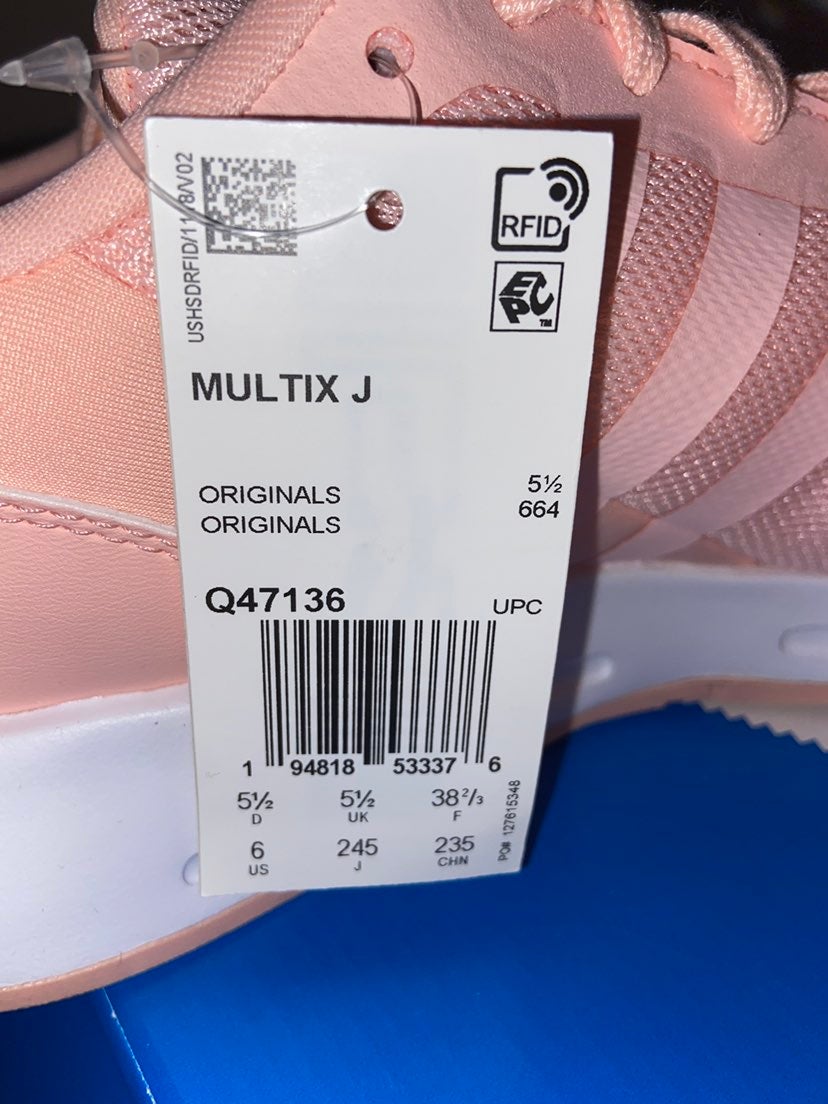 USHSDRFID/11/18/V02
RFID
EPC™
MULTIX J
ORIGINALS 5½
ORIGINALS 664
Q47136 UPC
1 94818 53337 6
5½ 5½ 38⅔
D UK F
6 245 235
US J CHN
PO# 127615348